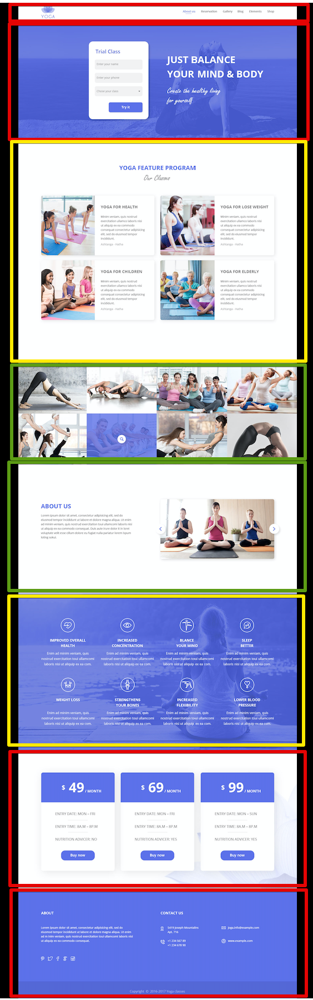 YOGA
About us Reservation Gallery Blog Elements Shop
Trial Class
Enter your name
Enter your phone
Chose your class
Try it
JUST BALANCE
YOUR MIND & BODY
Create the healthy living
for yourself
YOGA FEATURE PROGRAM
Our Classes
YOGA FOR HEALTH
Minim veniam, quis nostrud
exercitation ullamco laboris nisi
ut aliquip ex ea commodo
consequat consectetur adipisicing
elit, sed do eiusmod tempor
incididunt.
Ashtanga - Hatha
YOGA FOR LOSE WEIGHT
Minim veniam, quis nostrud
exercitation ullamco laboris nisi
ut aliquip ex ea commodo
consequat consectetur adipisicing
elit, sed do eiusmod tempor
incididunt.
Ashtanga - Hatha
YOGA FOR CHILDREN
Minim veniam, quis nostrud
exercitation ullamco laboris nisi
ut aliquip ex ea commodo
consequat consectetur adipisicing
elit, sed do eiusmod tempor
incididunt.
Ashtanga - Hatha
YOGA FOR ELDERLY
Minim veniam, quis nostrud
exercitation ullamco laboris nisi
ut aliquip ex ea commodo
consequat consectetur adipisicing
elit, sed do eiusmod tempor
incididunt.
Ashtanga - Hatha
ABOUT US
Lorem ipsum dolor sit amet, consectetur adipisicing elit, sed do
eiusmod tempor incididunt ut labore et dolore magna aliqua. Ut enim
ad minim veniam, quis nostrud exercitation toui ullamcomi laboris nisi
ut aliquip ex ea commodo consequat. Duis aute irure dolor it in lorei
voluptate velit esse cillum dolore eu fugiat nulla pariatur lorem ipsum
loting sokul.
IMPROVED OVERALL
HEALTH
Enim ad minim veniam, quis
nostrud exercitation toui ullamcomi
laboris nisi ut aliquip ex ea com.
INCREASED
CONCENTRATION
Enim ad minim veniam, quis
nostrud exercitation toui ullamcomi
laboris nisi ut aliquip ex ea com.
BLANCE
YOUR MIND
Enim ad minim veniam, quis
nostrud exercitation toui ullamcomi
laboris nisi ut aliquip ex ea com.
SLEEP
BETTER
Enim ad minim veniam, quis
nostrud exercitation toui ullamcomi
laboris nisi ut aliquip ex ea com.
WEIGHT LOSS
Enim ad minim veniam, quis
nostrud exercitation toui ullamcomi
laboris nisi ut aliquip ex ea com.
STRENGTHENS
YOUR BONES
Enim ad minim veniam, quis
nostrud exercitation toui ullamcomi
laboris nisi ut aliquip ex ea com.
INCREASED
FLEXIBILITY
Enim ad minim veniam, quis
nostrud exercitation toui ullamcomi
laboris nisi ut aliquip ex ea com.
LOWER BLOOD
PRESSURE
Enim ad minim veniam, quis
nostrud exercitation toui ullamcomi
laboris nisi ut aliquip ex ea com.
$ 49 / MONTH
ENTRY DATE: MON – FRI
ENTRY TIME: 8A.M – 8P.M
NUTRITION ADVICER: NO
Buy now
$ 69 / MONTH
ENTRY DATE: MON – FRI
ENTRY TIME: 8A.M – 8P.M
NUTRITION ADVICER: YES
Buy now
$ 99 / MONTH
ENTRY DATE: MON – SUN
ENTRY TIME: 8A.M – 8P.M
NUTRITION ADVICER: YES
Buy now
ABOUT
Lorem ipsum dolor sit amet, consectetur adipisicing elit, sed do
eiusmod tempor incididunt ut labore et dolore magna aliqua. Ut enim
ad m inim veniam, quis nostrud exercitation toui ullamcomi laboris nisi
ut aliquip ex ea commodo consequat.
CONTACT US
5419 Joseph Mountains
Apt. 716
+1 234 567 89
+1 234 678 90
joga.info@example.com
www.example.com
Copyright © 2016-2017 Yoga classes